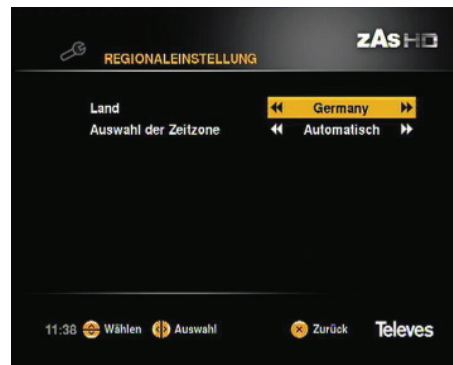 zAs HD
REGIONALEINSTELLUNG
Land Germany
Auswahl der Zeitzone Automatisch
11:38 Wählen Auswahl Zurück Televes